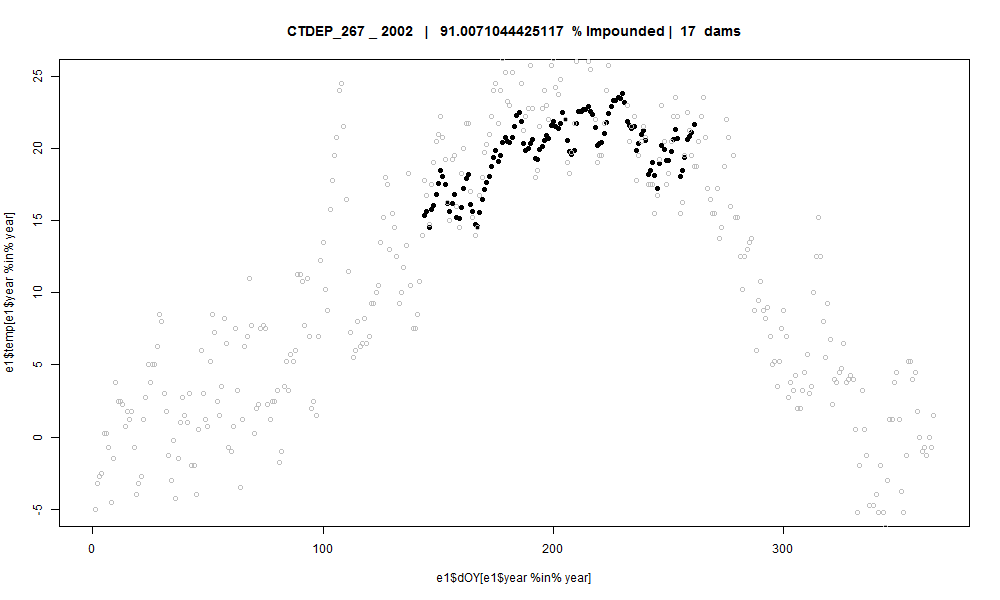 CTDEP_267 _ 2002 | 91.0071044425117 % Impounded | 17 dams
e1$temp[e1$year %in% year]
25
20
15
10
5
0
-5
0 100 200 300
e1$dOY[e1$year %in% year]